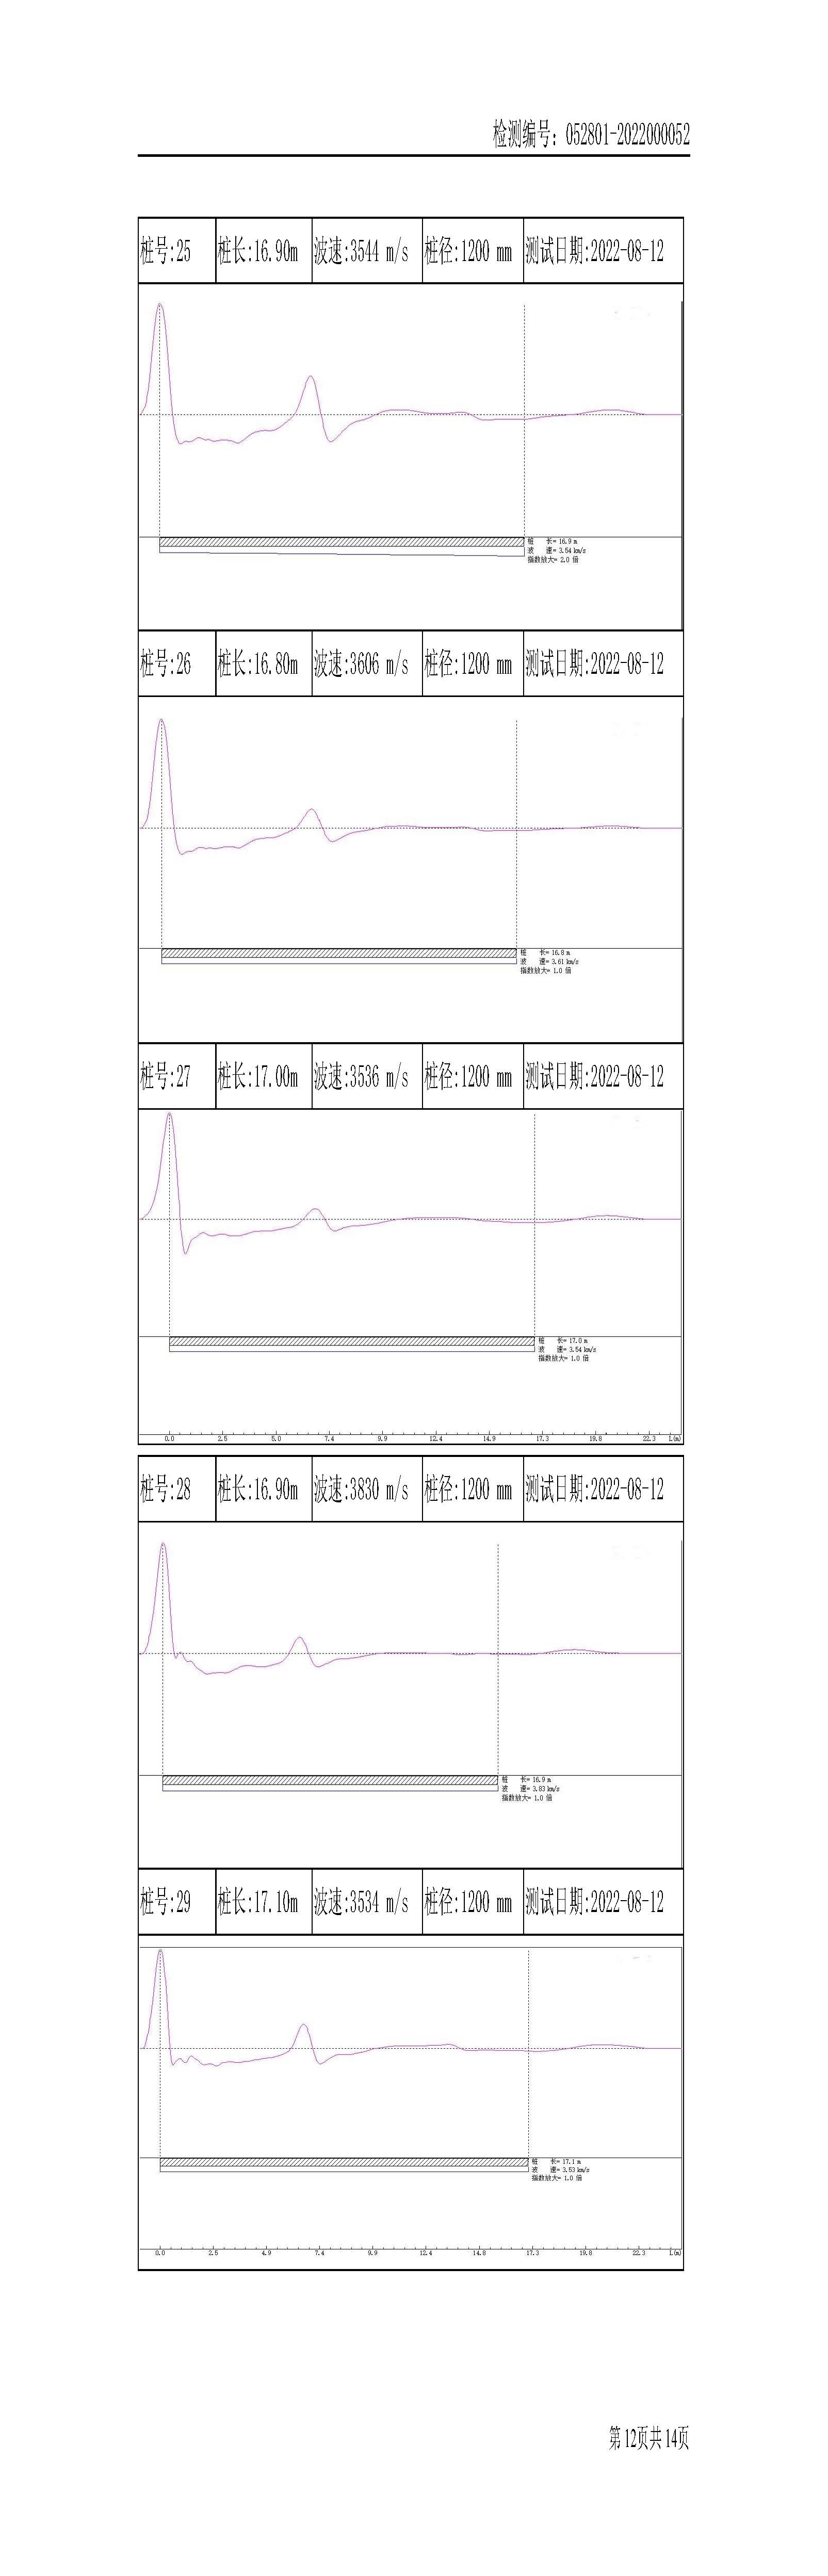 检测编号：052801-2022000052
桩号:25 桩长:16.90m 波速:3544 m/s 桩径:1200 mm 测试日期:2022-08-12
桩 长= 16.9 m
波 速= 3.54 km/s
指数放大= 2.0 倍
桩号:26 桩长:16.80m 波速:3606 m/s 桩径:1200 mm 测试日期:2022-08-12
桩 长= 16.8 m
波 速= 3.61 km/s
指数放大= 1.0 倍
桩号:27 桩长:17.00m 波速:3536 m/s 桩径:1200 mm 测试日期:2022-08-12
桩 长= 17.0 m
波 速= 3.54 km/s
指数放大= 1.0 倍
0.0 2.5 5.0 7.4 9.9 12.4 14.9 17.3 19.8 22.3 L(m)
桩号:28 桩长:16.90m 波速:3830 m/s 桩径:1200 mm 测试日期:2022-08-12
桩 长= 16.9 m
波 速= 3.83 km/s
指数放大= 1.0 倍
桩号:29 桩长:17.10m 波速:3534 m/s 桩径:1200 mm 测试日期:2022-08-12
桩 长= 17.1 m
波 速= 3.53 km/s
指数放大= 1.0 倍
0.0 2.5 4.9 7.4 9.9 12.4 14.8 17.3 19.8 22.3 L(m)
第 12页共 14页